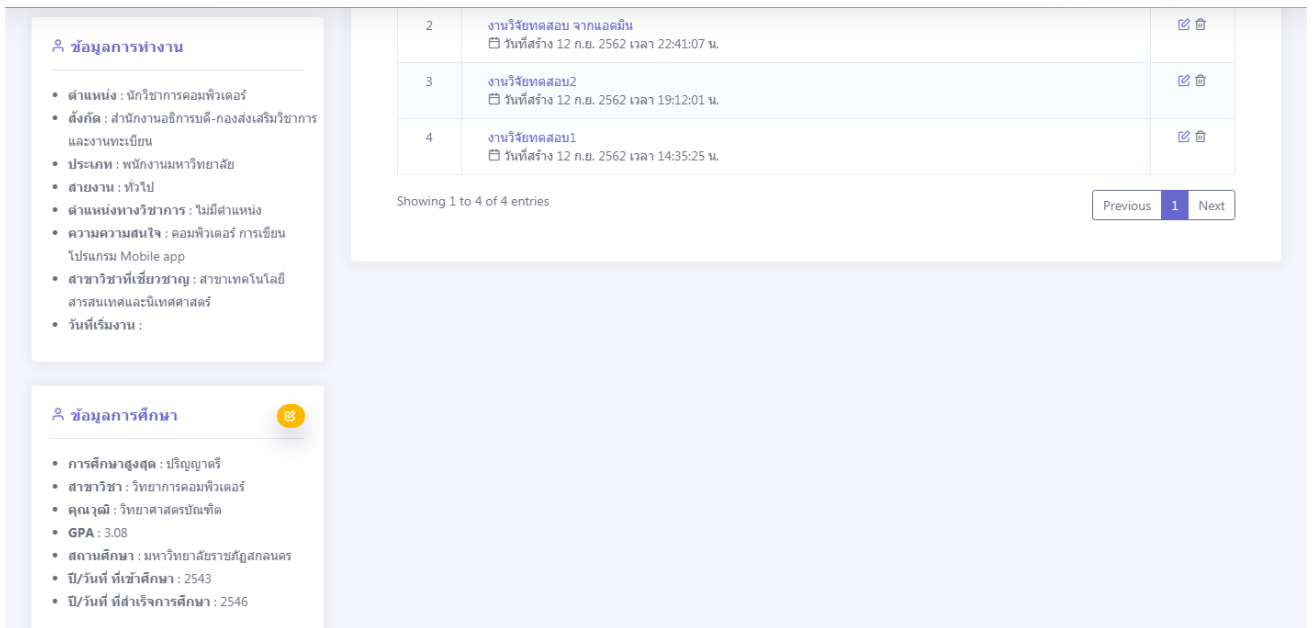 ข้อมูลการทำงาน
ตำแหน่ง : นักวิชาการคอมพิวเตอร์
สังกัด : สำนักงานอธิการบดี-กองส่งเสริมวิชาการ
และงานทะเบียน
ประเภท : พนักงานมหาวิทยาลัย
สายงาน : ทั่วไป
ตำแหน่งทางวิชาการ : ไม่มีตำแหน่ง
ความความสนใจ : คอมพิวเตอร์ การเขียน
โปรแกรม Mobile app
สาขาวิชาที่เชี่ยวชาญ : สาขาเทคโนโลยี
สารสนเทศและนิเทศศาสตร์
วันที่เริ่มงาน :
ข้อมูลการศึกษา
การศึกษาสูงสุด : ปริญญาตรี
สาขาวิชา : วิทยาการคอมพิวเตอร์
คุณวุฒิ : วิทยาศาสตรบัณฑิต
GPA : 3.08
สถานศึกษา : มหาวิทยาลัยราชภัฏสกลนคร
ปี/วันที่ ที่เข้าศึกษา : 2543
ปี/วันที่ ที่สำเร็จการศึกษา : 2546
2 งานวิจัยทดสอบ จากแอดมิน
วันที่สร้าง 12 ก.ย. 2562 เวลา 22:41:07 น.
3 งานวิจัยทดสอบ2
วันที่สร้าง 12 ก.ย. 2562 เวลา 19:12:01 น.
4 งานวิจัยทดสอบ1
วันที่สร้าง 12 ก.ย. 2562 เวลา 14:35:25 น.
Showing 1 to 4 of 4 entries
Previous 1 Next